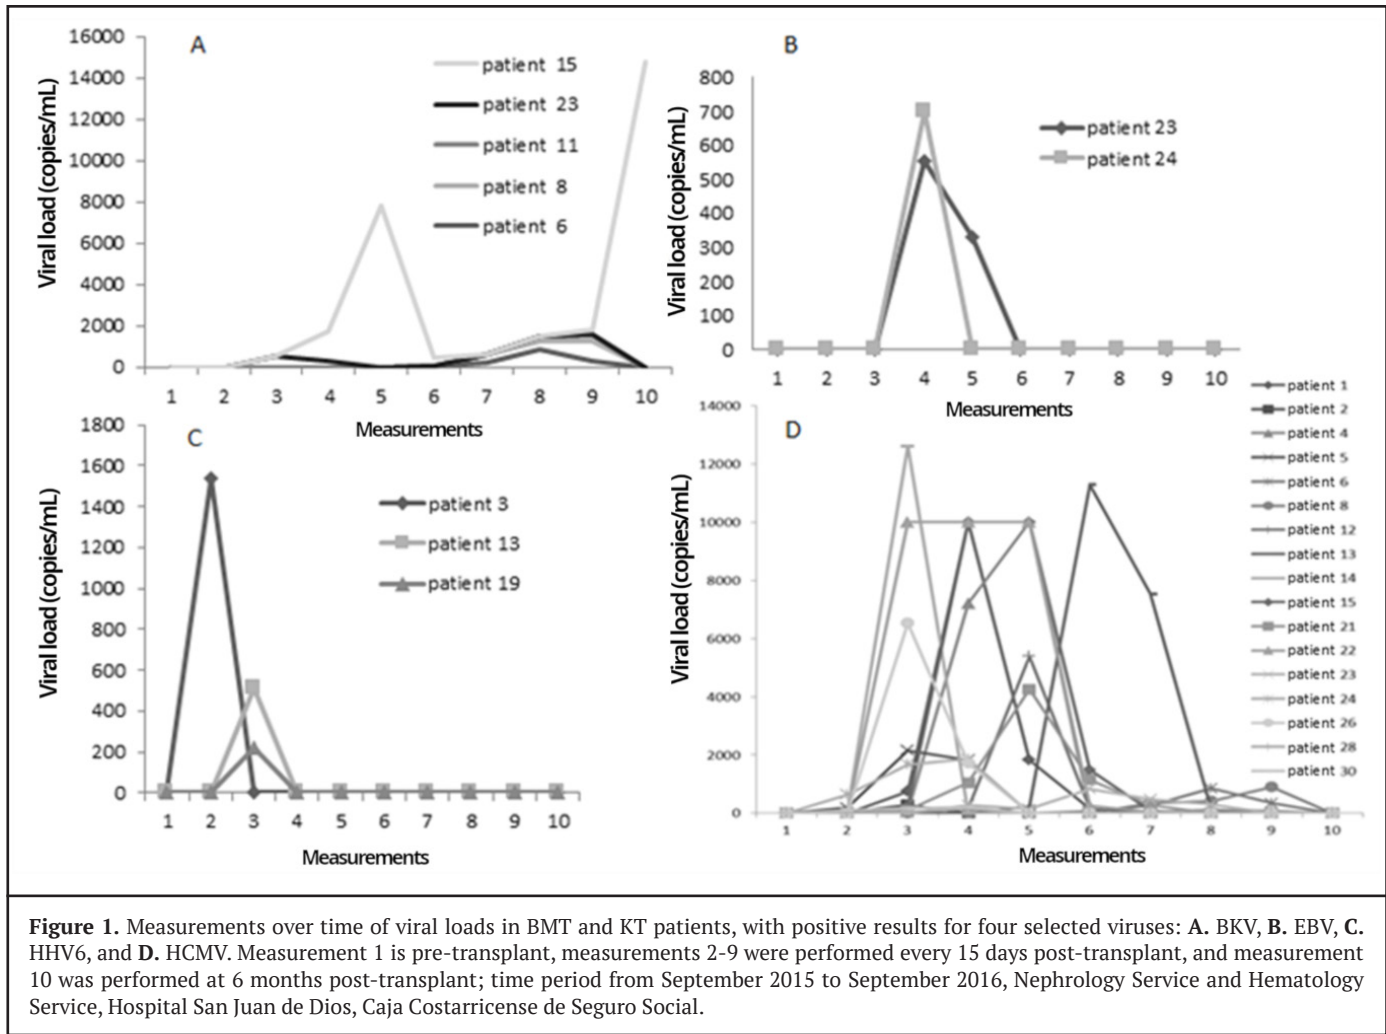 A
Viral load (copies/mL)
16000
14000
12000
10000
8000
6000
4000
2000
0
patient 15
patient 23
patient 11
patient 8
patient 6
1 2 3 4 5 6 7 8 9 10
Measurements
B
Viral load (copies/mL)
800
700
600
500
400
300
200
100
0
patient 23
patient 24
1 2 3 4 5 6 7 8 9 10
Measurements
C
Viral load (copies/mL)
1800
1600
1400
1200
1000
800
600
400
200
0
patient 3
patient 13
patient 19
1 2 3 4 5 6 7 8 9 10
Measurements
D
Viral load (copies/mL)
14000
12000
10000
8000
6000
4000
2000
0
patient 1
patient 2
patient 4
patient 5
patient 6
patient 8
patient 12
patient 13
patient 14
patient 15
patient 21
patient 22
patient 23
patient 24
patient 26
patient 28
patient 30
1 2 3 4 5 6 7 8 9 10
Measurements
Figure 1. Measurements over time of viral loads in BMT and KT patients, with positive results for four selected viruses: A. BKV, B. EBV, C.
HHV6, and D. HCMV. Measurement 1 is pre-transplant, measurements 2-9 were performed every 15 days post-transplant, and measurement
10 was performed at 6 months post-transplant; time period from September 2015 to September 2016, Nephrology Service and Hematology
Service, Hospital San Juan de Dios, Caja Costarricense de Seguro Social.